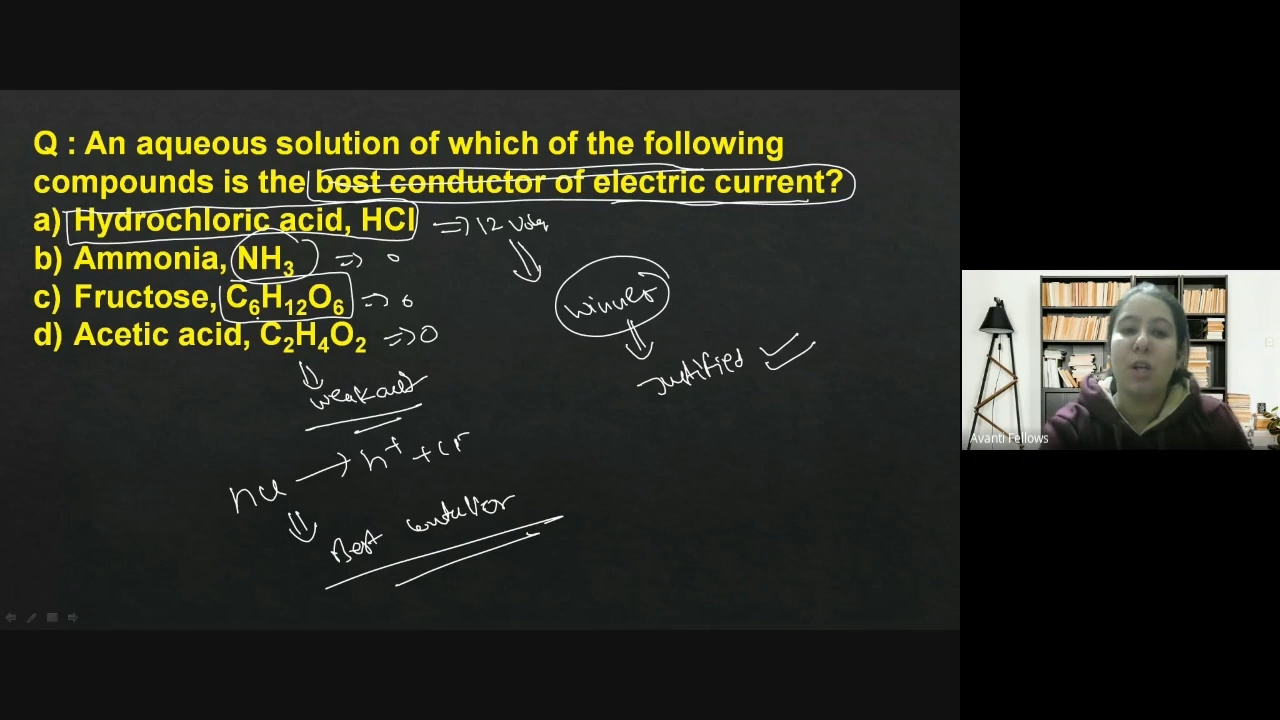 Q : An aqueous solution of which of the following
compounds is the best conductor of electric current?
a) Hydrochloric acid, HCl => 12 votes
b) Ammonia, NH3 => 0
c) Fructose, C6H12O6 => 0
d) Acetic acid, C2H4O2 => 0
winner
Justified
weak acid
HCl → H+ + Cl-
Best conductor
Avanti Fellows